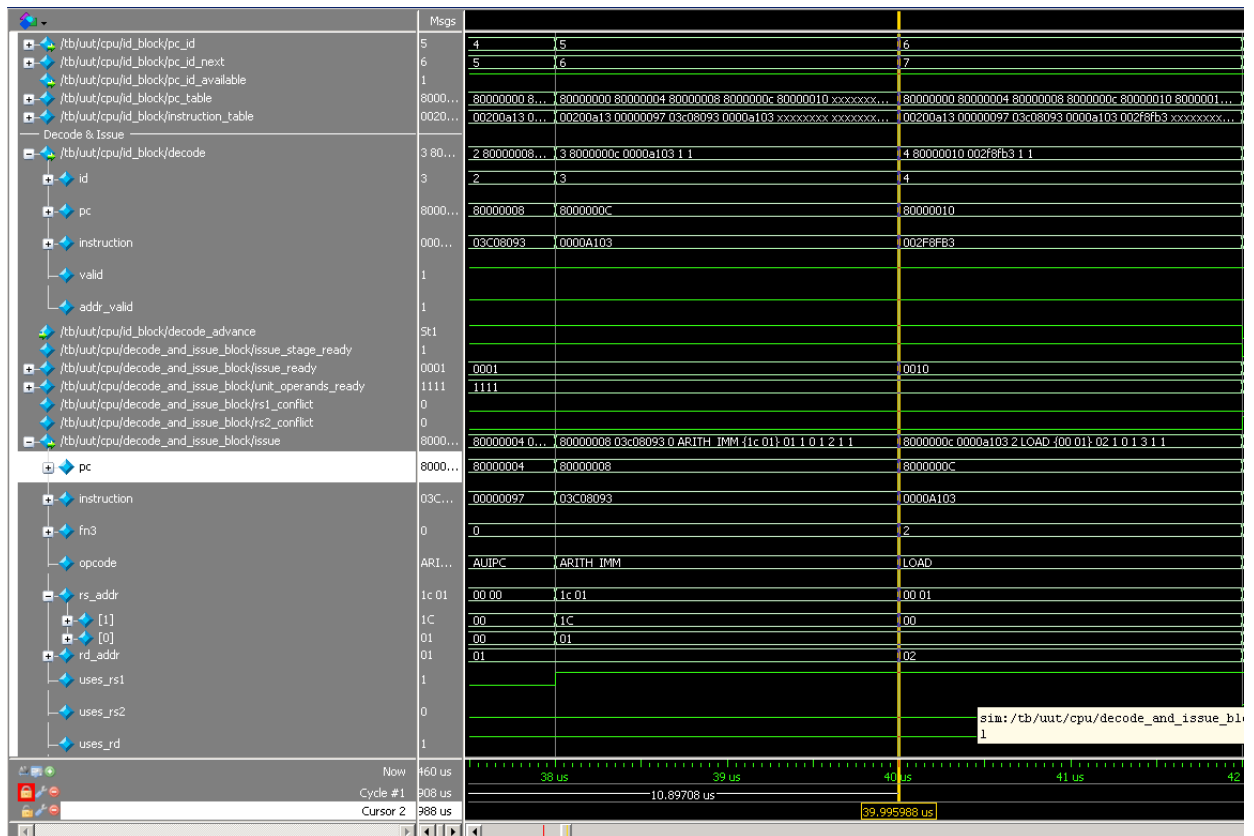 Msgs
/tb/uut/cpu/id_block/pc_id 5 4 5 6
/tb/uut/cpu/id_block/pc_id_next 6 5 6 7
/tb/uut/cpu/id_block/pc_id_available 1
/tb/uut/cpu/id_block/pc_table 8000... 80000000 8... 80000000 80000004 80000008 8000000c 80000010 xxxxxxx... 80000000 80000004 80000008 8000000c 80000010 8000001...
/tb/uut/cpu/id_block/instruction_table 0020... 00200a13 0... 00200a13 00000097 03c08093 0000a103 xxxxxxxx xxxxxxx... 00200a13 00000097 03c08093 0000a103 002f8fb3 xxxxxxxx...
Decode & Issue
/tb/uut/cpu/id_block/decode 3 80... 2 80000008... 3 8000000c 0000a103 1 1 4 80000010 002f8fb3 1 1
id 3 2 3 4
pc 8000... 80000008 8000000C 80000010
instruction 000... 03C08093 0000A103 002F8FB3
valid 1
addr_valid 1
/tb/uut/cpu/id_block/decode_advance St1
/tb/uut/cpu/decode_and_issue_block/issue_stage_ready 1
/tb/uut/cpu/decode_and_issue_block/issue_ready 0001 0001 0010
/tb/uut/cpu/decode_and_issue_block/unit_operands_ready 1111 1111
/tb/uut/cpu/decode_and_issue_block/rs1_conflict 0
/tb/uut/cpu/decode_and_issue_block/rs2_conflict 0
/tb/uut/cpu/decode_and_issue_block/issue 8000... 80000004 0... 80000008 03c08093 0 ARITH_IMM {1c 01} 01 1 0 1 2 1 1 8000000c 0000a103 2 LOAD {00 01} 02 1 0 1 3 1 1
pc 8000... 80000004 80000008 8000000C
instruction 03C... 00000097 03C08093 0000A103
fn3 0 0 2
opcode ARI... AUIPC ARITH_IMM LOAD
rs_addr 1c 01 00 00 1c 01 00 01
[1] 1C 00 1C 00
[0] 01 00 01
rd_addr 01 01 02
uses_rs1 1
uses_rs2 0
sim:/tb/uut/cpu/decode_and_issue_blo
1
uses_rd 1
Now 460 us 38 us 39 us 40 us 41 us 42
Cycle #1 908 us 10.89708 us
Cursor 2 988 us 39.995988 us